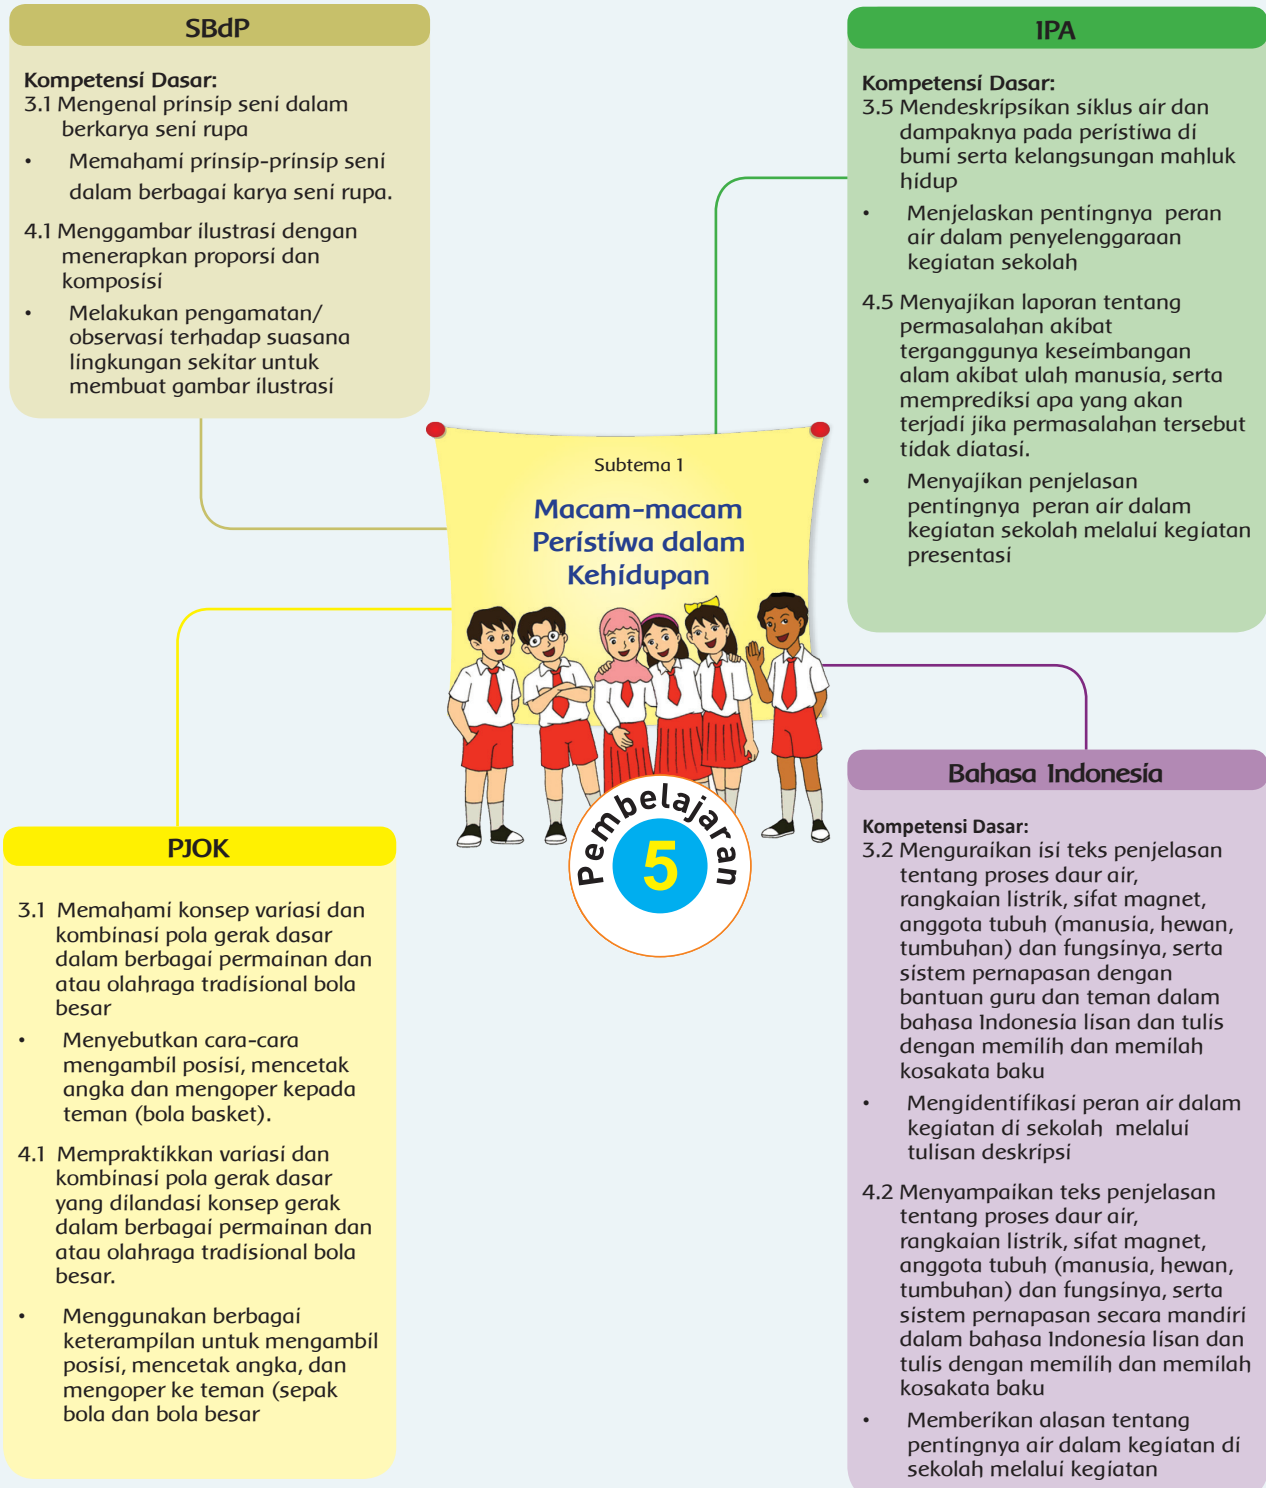 SBdP
Kompetensi Dasar:
3.1 Mengenal prinsip seni dalam
berkarya seni rupa
• Memahami prinsip-prinsip seni
dalam berbagai karya seni rupa.
4.1 Menggambar ilustrasi dengan
menerapkan proporsi dan
komposisi
• Melakukan pengamatan/
observasi terhadap suasana
lingkungan sekitar untuk
membuat gambar ilustrasi
IPA
Kompetensi Dasar:
3.5 Mendeskripsikan siklus air dan
dampaknya pada peristiwa di
bumi serta kelangsungan mahluk
hidup
• Menjelaskan pentingnya peran
air dalam penyelenggaraan
kegiatan sekolah
4.5 Menyajikan laporan tentang
permasalahan akibat
terganggunya keseimbangan
alam akibat ulah manusia, serta
memprediksi apa yang akan
terjadi jika permasalahan tersebut
tidak diatasi.
• Menyajikan penjelasan
pentingnya peran air dalam
kegiatan sekolah melalui kegiatan
presentasi
Subtema 1
Macam-macam
Peristiwa dalam
Kehidupan
Pembelajaran
5
PJOK
3.1 Memahami konsep variasi dan
kombinasi pola gerak dasar
dalam berbagai permainan dan
atau olahraga tradisional bola
besar
• Menyebutkan cara-cara
mengambil posisi, mencetak
angka dan mengoper kepada
teman (bola basket).
4.1 Mempraktikkan variasi dan
kombinasi pola gerak dasar
yang dilandasi konsep gerak
dalam berbagai permainan dan
atau olahraga tradisional bola
besar.
• Menggunakan berbagai
keterampilan untuk mengambil
posisi, mencetak angka, dan
mengoper ke teman (sepak
bola dan bola besar
Bahasa Indonesia
Kompetensi Dasar:
3.2 Menguraikan isi teks penjelasan
tentang proses daur air,
rangkaian listrik, sifat magnet,
anggota tubuh (manusia, hewan,
tumbuhan) dan fungsinya, serta
sistem pernapasan dengan
bantuan guru dan teman dalam
bahasa Indonesia lisan dan tulis
dengan memilih dan memilah
kosakata baku
• Mengidentifikasi peran air dalam
kegiatan di sekolah melalui
tulisan deskripsi
4.2 Menyampaikan teks penjelasan
tentang proses daur air,
rangkaian listrik, sifat magnet,
anggota tubuh (manusia, hewan,
tumbuhan) dan fungsinya, serta
sistem pernapasan secara mandiri
dalam bahasa Indonesia lisan dan
tulis dengan memilih dan memilah
kosakata baku
• Memberikan alasan tentang
pentingnya air dalam kegiatan di
sekolah melalui kegiatan